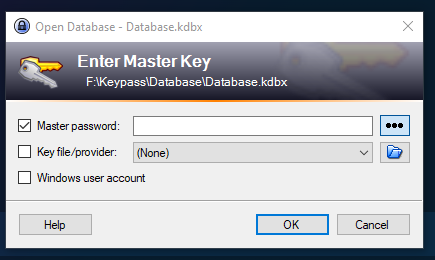 Open Database - Database.kdbx
Enter Master Key
F:\Keypass\Database\Database.kdbx
Master password:
Key file/provider: (None)
Windows user account
Help OK Cancel